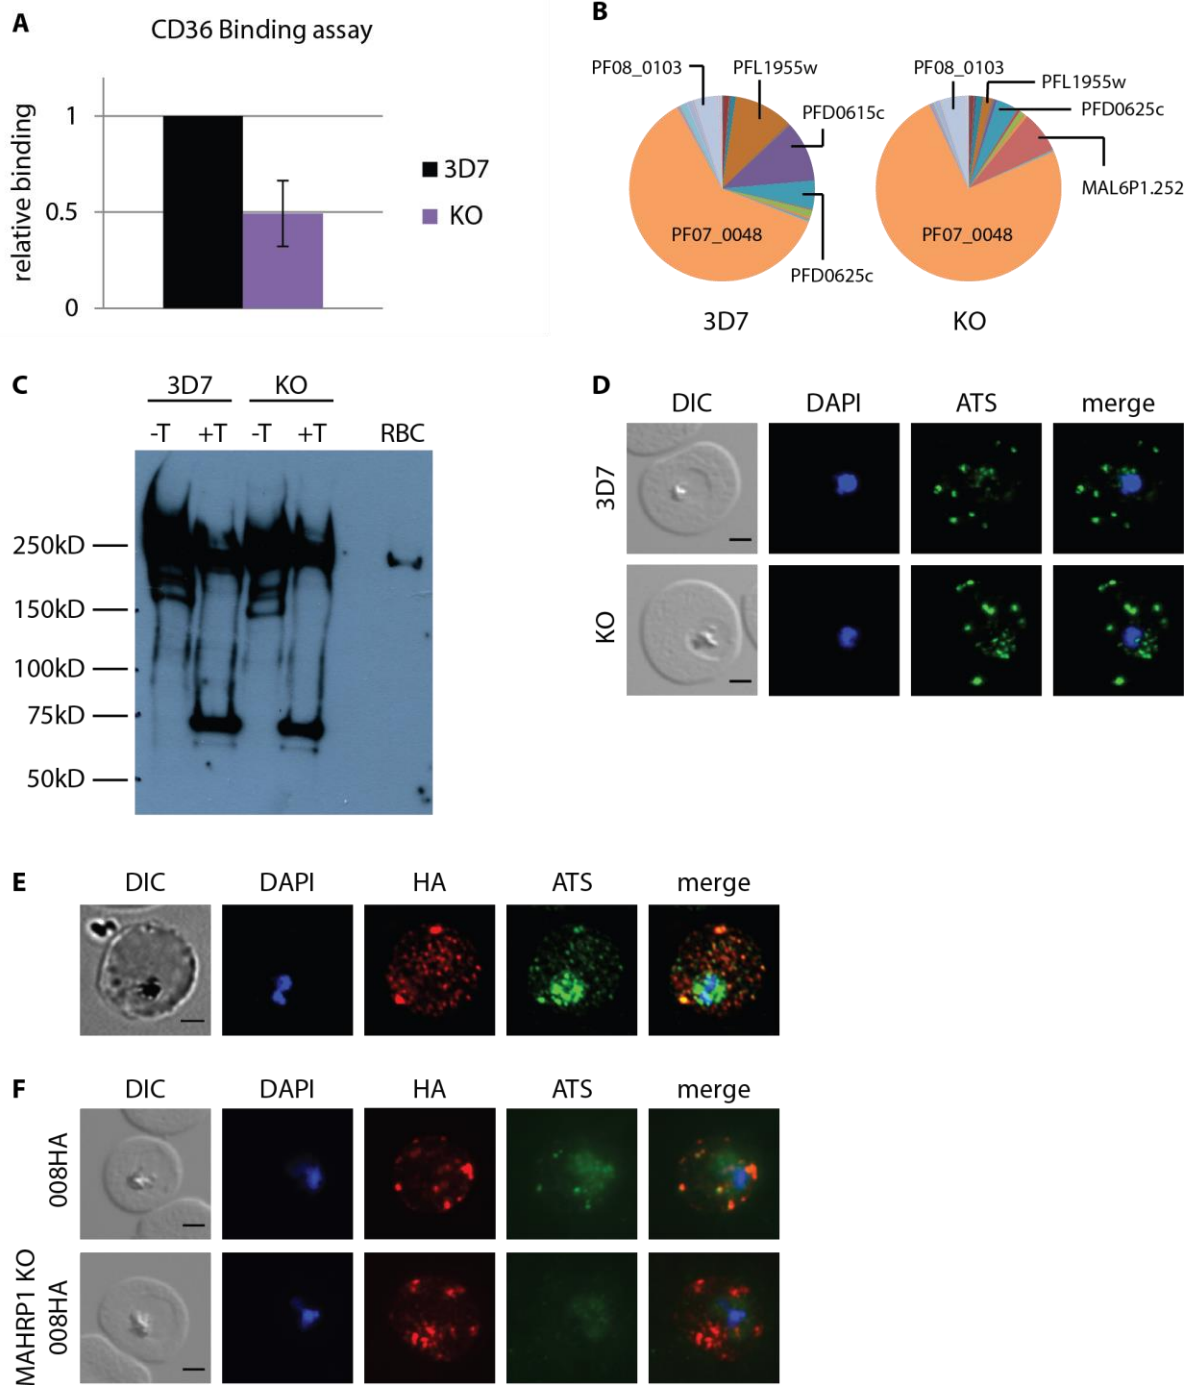 A
CD36 Binding assay
relative binding
1
0.5
0
3D7
KO
B
PF08_0103
PFL1955w
PFD0615c
PF07_0048
PFD0625c
3D7
PF08_0103
PFL1955w
PFD0625c
MAL6P1.252
PF07_0048
KO
C
3D7 KO
-T +T -T +T RBC
250kD
150kD
100kD
75kD
50kD
D
DIC DAPI ATS merge
3D7
KO
E
DIC DAPI HA ATS merge
F
DIC DAPI HA ATS merge
008HA
MAHRP1 KO
008HA